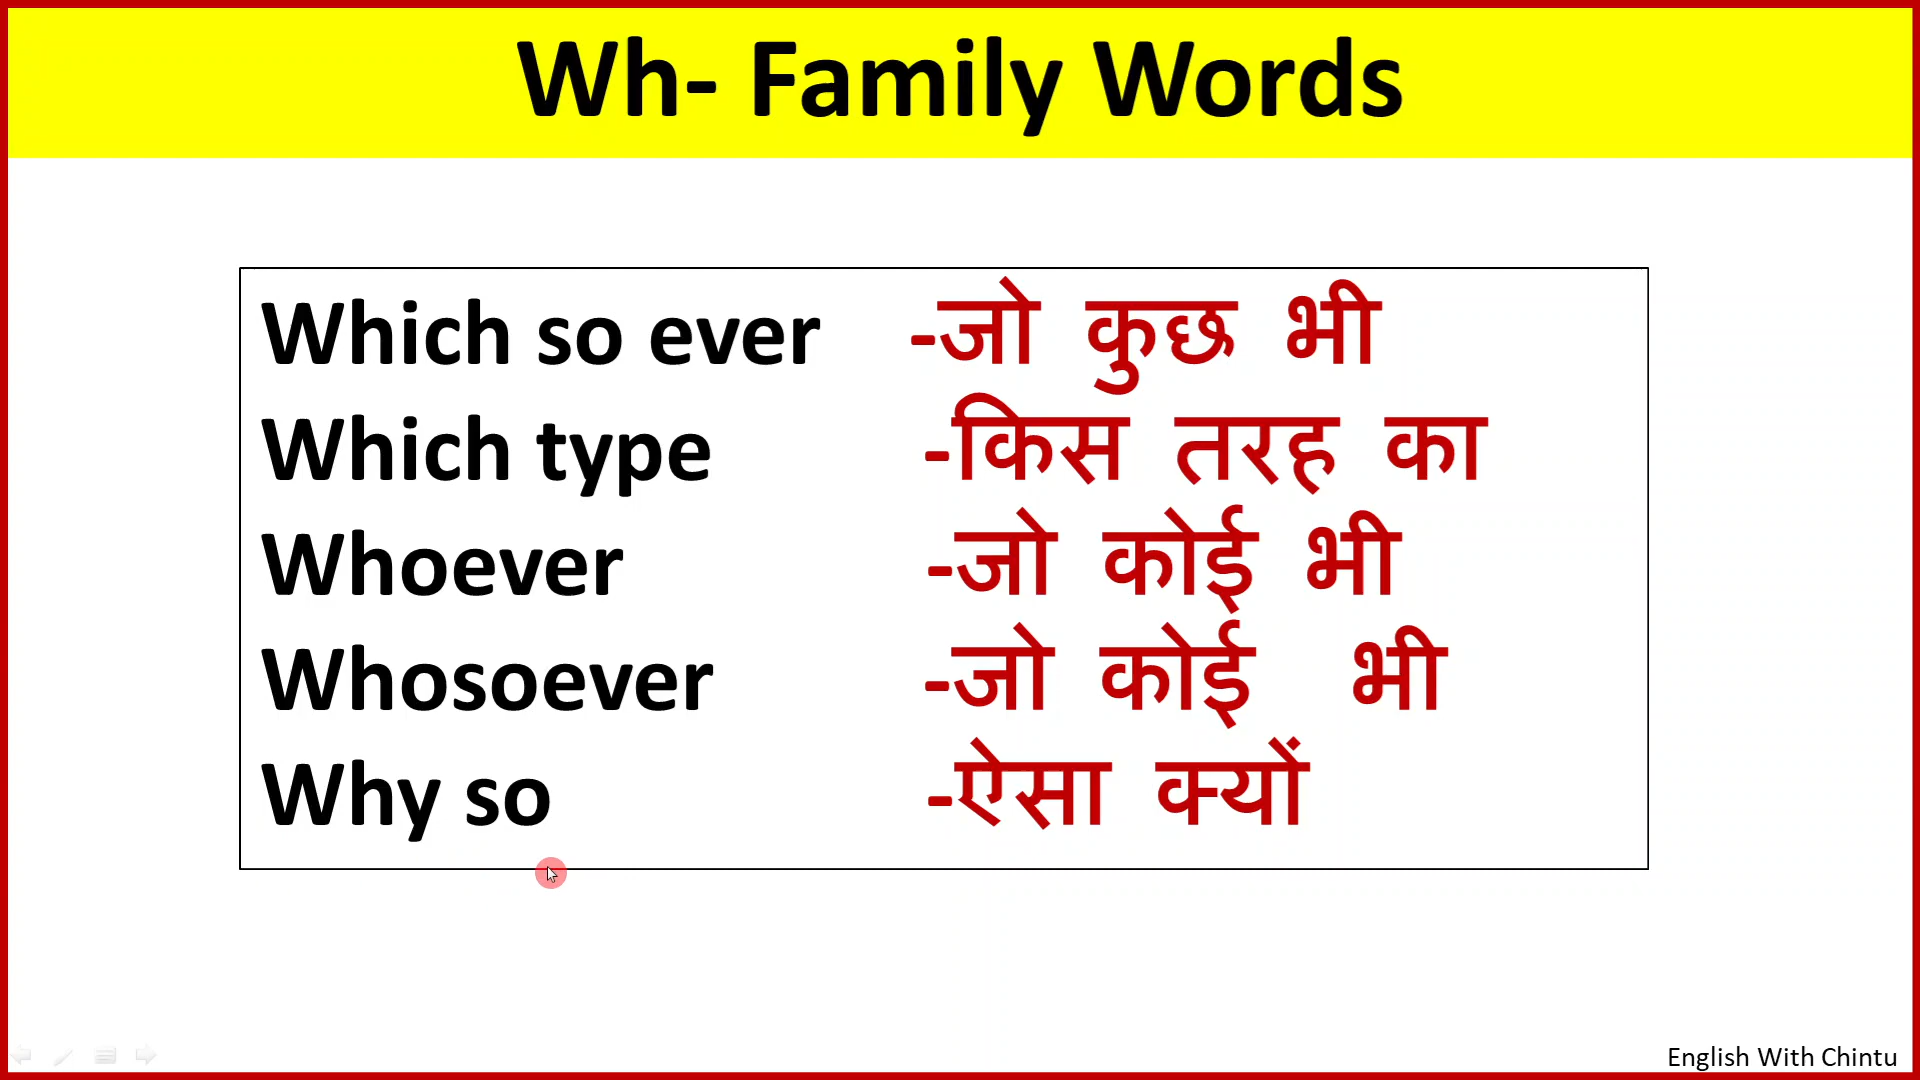 Wh- Family Words
Which so ever -जो कुछ भी
Which type -किस तरह का
Whoever -जो कोई भी
Whosoever -जो कोई भी
Why so -ऐसा क्यों
English With Chintu